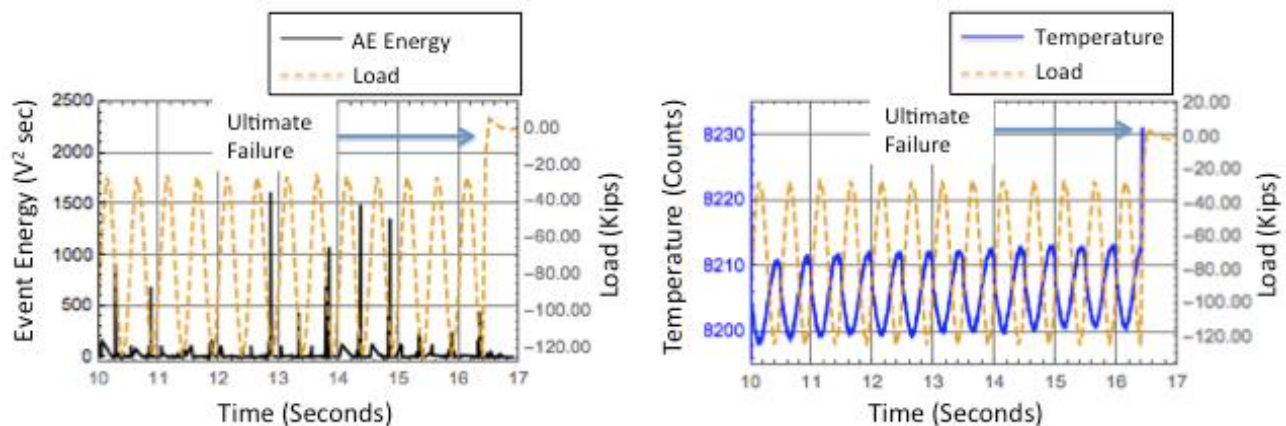 AE Energy
Load
Event Energy (V² sec)
2500
2000
1500
1000
500
0
Ultimate
Failure
0.00
−20.00
−40.00
−60.00
−80.00
−100.00
−120.00
Load (Kips)
10 11 12 13 14 15 16 17
Time (Seconds)
Temperature
Load
Temperature (Counts)
8230
8220
8210
8200
Ultimate
Failure
20.00
0.00
−20.00
−40.00
−60.00
−80.00
−100.00
−120.00
Load (Kips)
10 11 12 13 14 15 16 17
Time (Seconds)